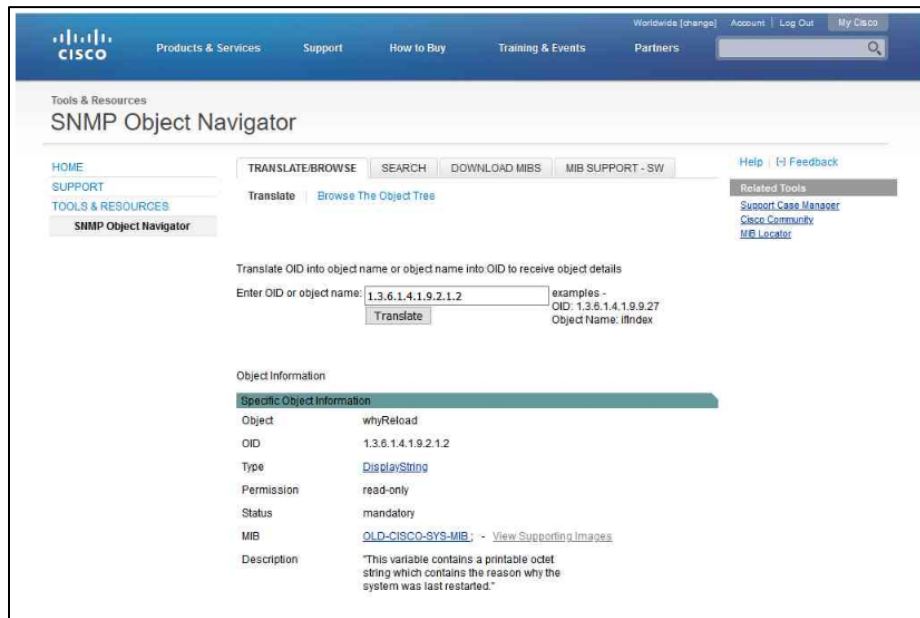 Worldwide [change] Account Log Out My Cisco
CISCO
Products & Services Support How to Buy Training & Events Partners
Tools & Resources
SNMP Object Navigator
HOME
SUPPORT
TOOLS & RESOURCES
SNMP Object Navigator
TRANSLATE/BROWSE SEARCH DOWNLOAD MIBS MIB SUPPORT - SW
Translate Browse The Object Tree
Help [-] Feedback
Related Tools
Support Case Manager
Cisco Community
MIB Locator
Translate OID into object name or object name into OID to receive object details
Enter OID or object name: 1.3.6.1.4.1.9.2.1.2
examples -
OID: 1.3.6.1.4.1.9.9.27
Object Name: ifIndex
Translate
Object Information
Specific Object Information
Object whyReload
OID 1.3.6.1.4.1.9.2.1.2
Type DisplayString
Permission read-only
Status mandatory
MIB OLD-CISCO-SYS-MIB ; - View Supporting Images
Description "This variable contains a printable octet
string which contains the reason why the
system was last restarted."